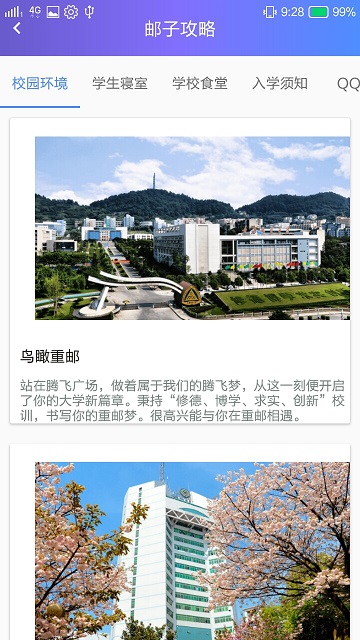 4G 9:28 99%
邮子攻略
校园环境 学生寝室 学校食堂 入学须知 QQ
鸟瞰重邮
站在腾飞广场，做着属于我们的腾飞梦，从这一刻便开启
了你的大学新篇章。秉持“修德、博学、求实、创新”校
训，书写你的重邮梦。很高兴能与你在重邮相遇。